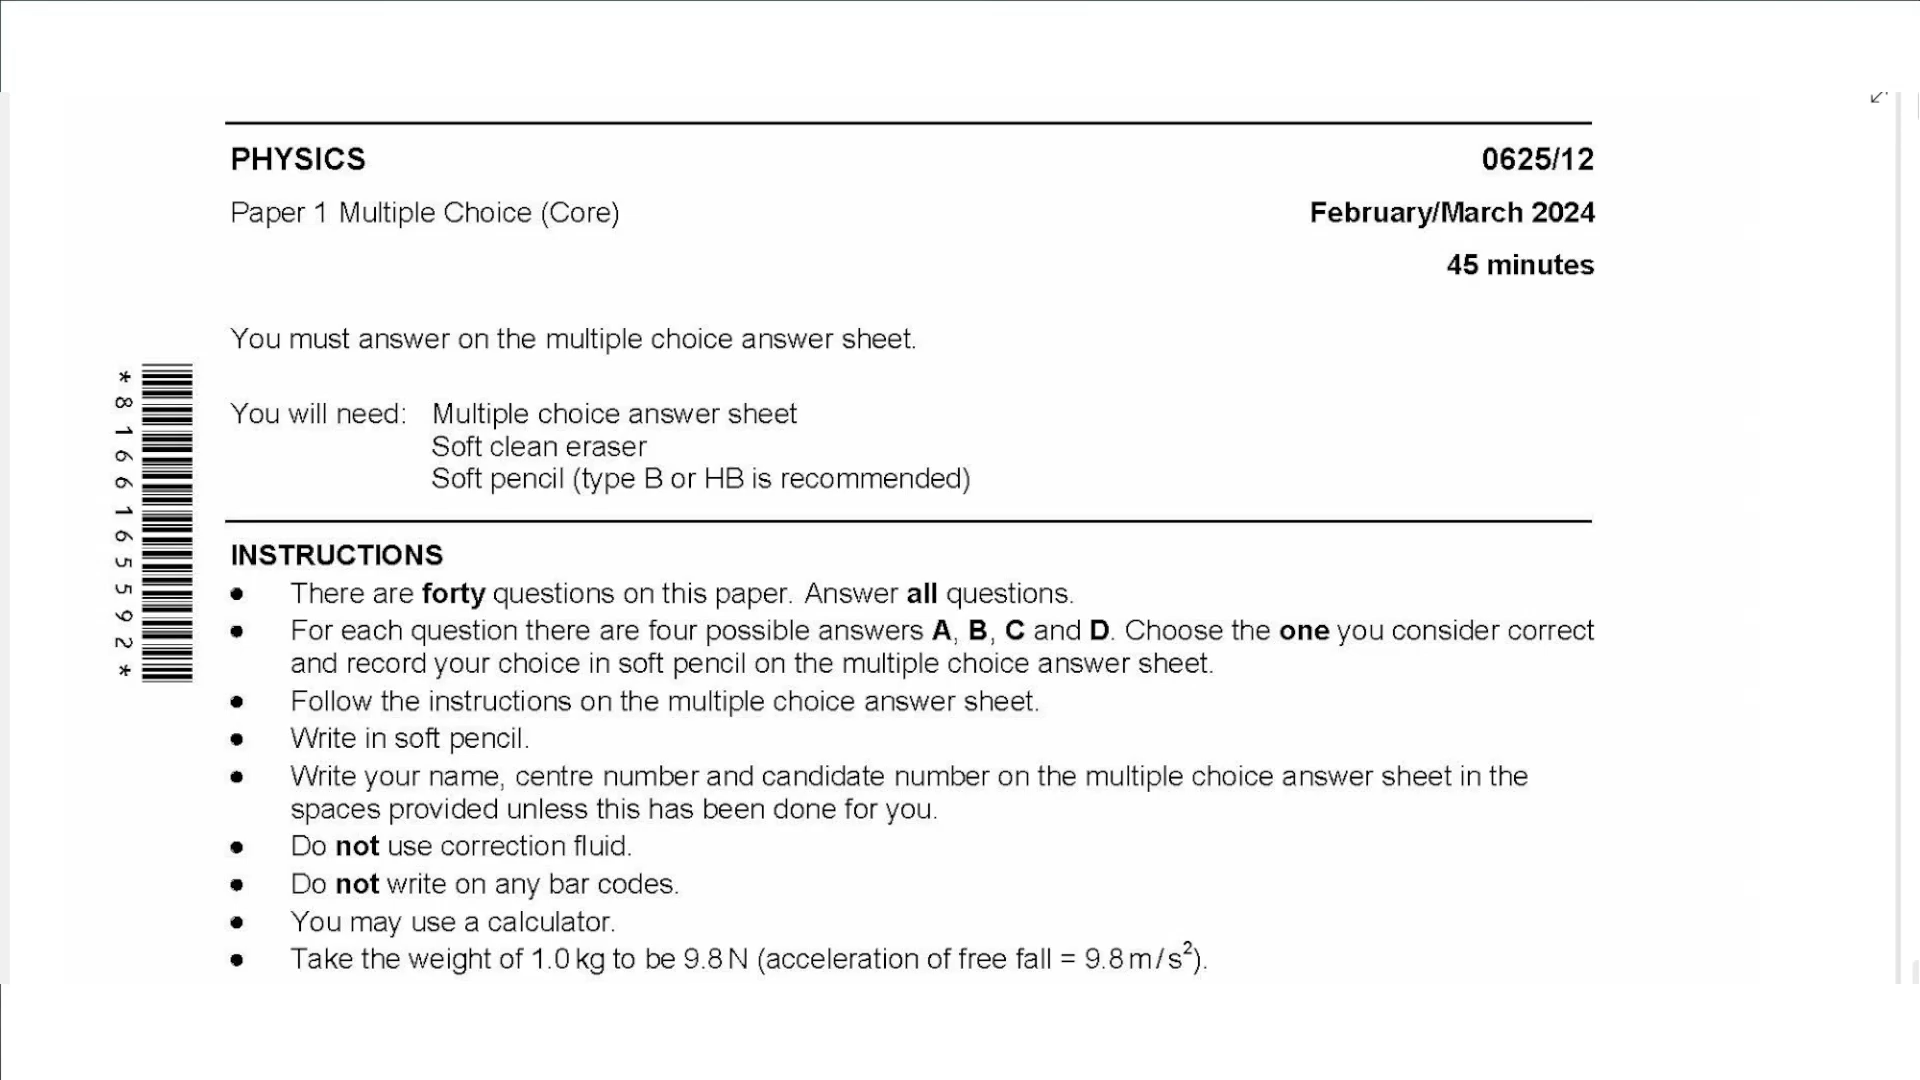 PHYSICS 0625/12
Paper 1 Multiple Choice (Core) February/March 2024
45 minutes
You must answer on the multiple choice answer sheet.
You will need: Multiple choice answer sheet
Soft clean eraser
Soft pencil (type B or HB is recommended)
*8166165592*
INSTRUCTIONS
• There are forty questions on this paper. Answer all questions.
• For each question there are four possible answers A, B, C and D. Choose the one you consider correct
and record your choice in soft pencil on the multiple choice answer sheet.
• Follow the instructions on the multiple choice answer sheet.
• Write in soft pencil.
• Write your name, centre number and candidate number on the multiple choice answer sheet in the
spaces provided unless this has been done for you.
• Do not use correction fluid.
• Do not write on any bar codes.
• You may use a calculator.
• Take the weight of 1.0 kg to be 9.8 N (acceleration of free fall = 9.8 m/s²).